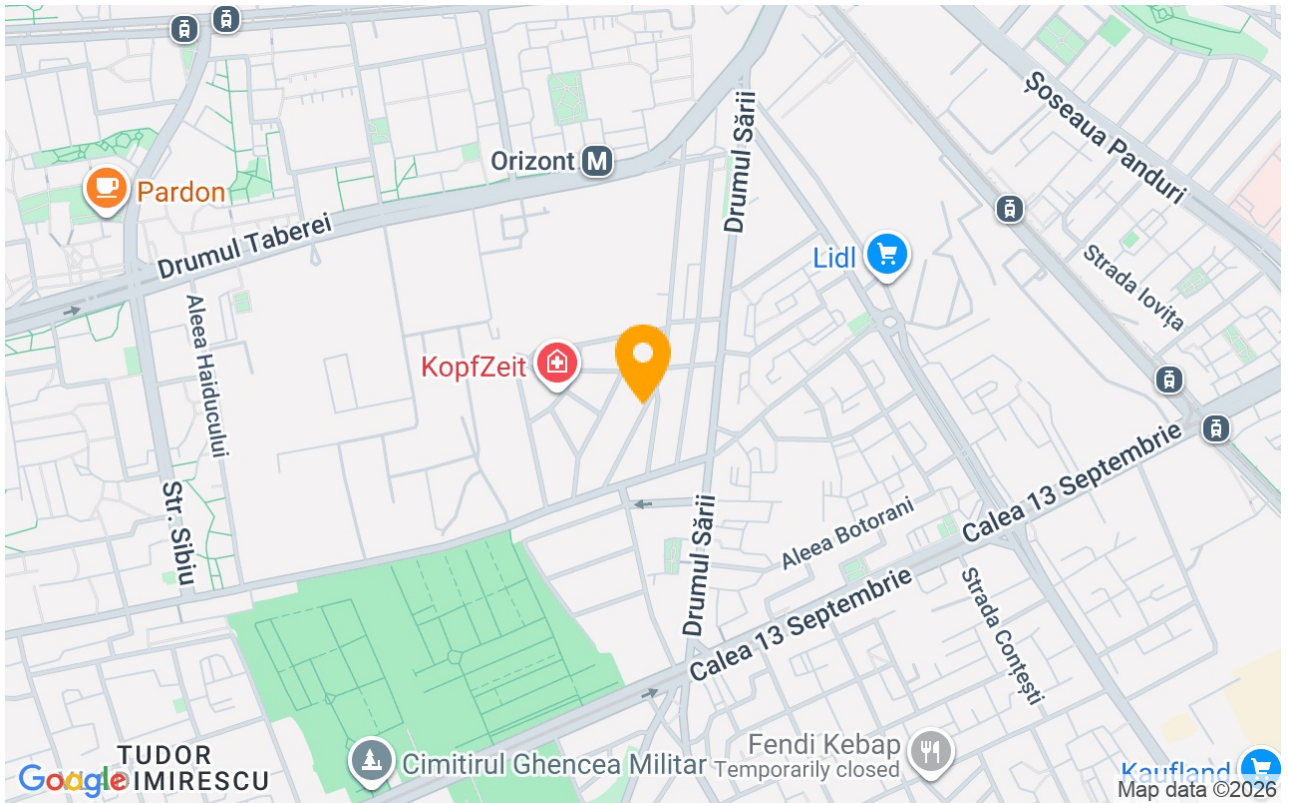 Șoseaua Panduri
Orizont M
Drumul Sării
Pardon
Drumul Taberei
Lidl
Strada Iovița
Aleea Haiducului
KopfZeit
Calea 13 Septembrie
Str. Sibiu
Drumul Sării
Aleea Botorani
Calea 13 Septembrie
Strada Contești
Fendi Kebap
Temporarily closed
Cimitirul Ghencea Militar
TUDOR
IMIRESCU
Google
Kaufland
Map data ©2026